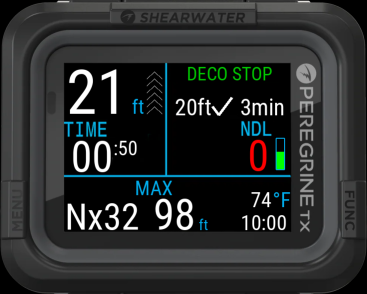 SHEARWATER
21 ft
DECO STOP
20ft✓ 3min
TIME
00:50
NDL
0
MAX
Nx32 98 ft
74°F
10:00
MENU
FUNC
PEREGRINE TX